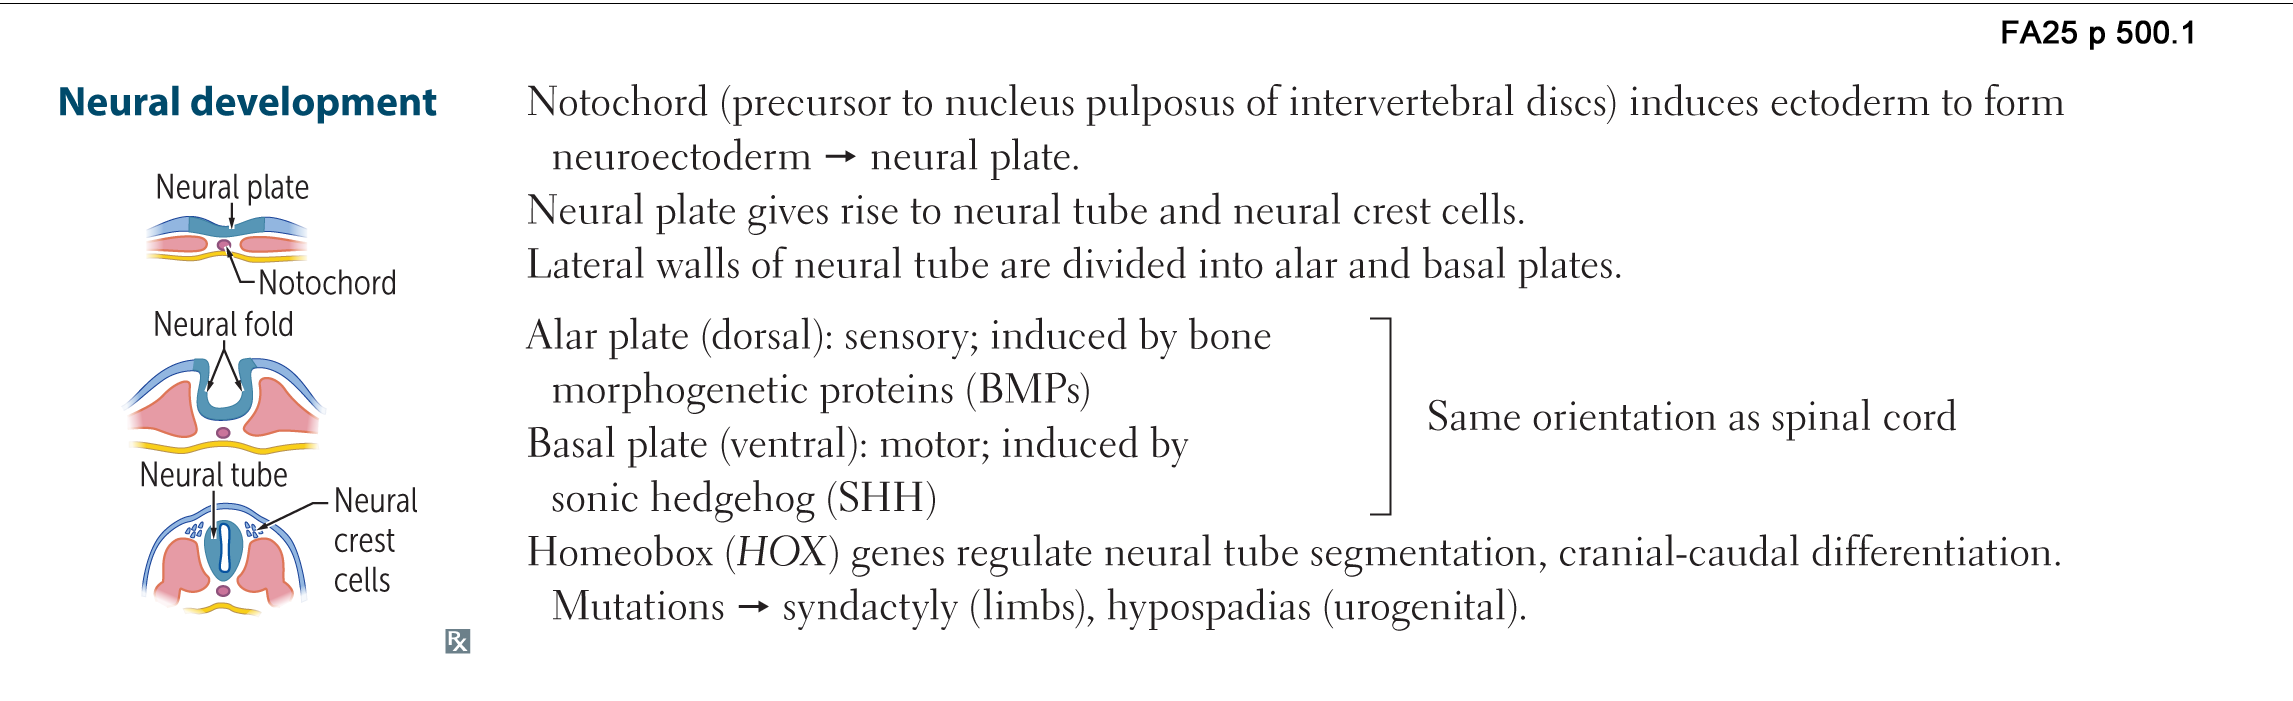 FA25 p 500.1
Neural development
Notochord (precursor to nucleus pulposus of intervertebral discs) induces ectoderm to form
neuroectoderm → neural plate.
Neural plate gives rise to neural tube and neural crest cells.
Lateral walls of neural tube are divided into alar and basal plates.
Alar plate (dorsal): sensory; induced by bone
morphogenetic proteins (BMPs)
Basal plate (ventral): motor; induced by
sonic hedgehog (SHH)
Same orientation as spinal cord
Homeobox (HOX) genes regulate neural tube segmentation, cranial-caudal differentiation.
Mutations → syndactyly (limbs), hypospadias (urogenital).
Neural plate
Notochord
Neural fold
Neural tube
Neural
crest
cells
Rx